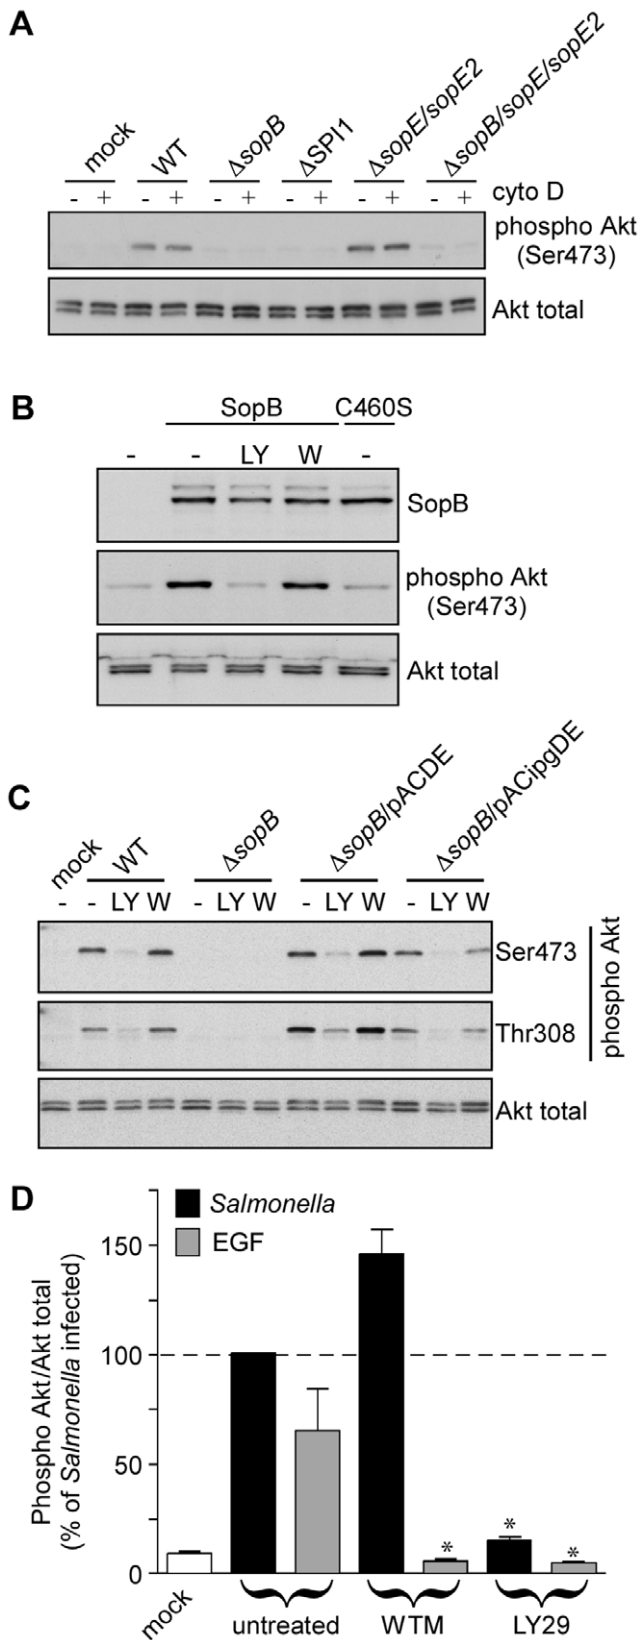 A
mock WT ΔsopB ΔSPI1 ΔsopE/sopE2 ΔsopB/sopE/sopE2
- + - + - + - + - + - + cyto D
phospho Akt
(Ser473)
Akt total
B
SopB C460S
- - LY W -
SopB
phospho Akt
(Ser473)
Akt total
C
mock WT ΔsopB ΔsopB/pACDE ΔsopB/pACipgDE
- - LY W - LY W - LY W - LY W
Ser473
Thr308
phospho Akt
Akt total
D
Salmonella
EGF
Phospho Akt/Akt total
(% of Salmonella infected)
150
100
50
0
* * *
mock untreated WTM LY29